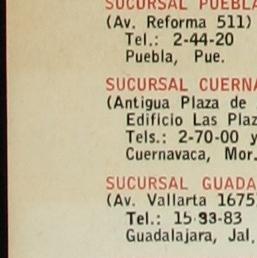 SUCURSAL PUEBLA
(Av. Reforma 511)
Tel.: 2-44-20
Puebla, Pue.
SUCURSAL CUERNA
(Antigua Plaza de
Edificio Las Plaz
Tels.: 2-70-00 y
Cuernavaca, Mor.
SUCURSAL GUADA
(Av. Vallarta 1675
Tel.: 15-93-83
Guadalajara, Jal.